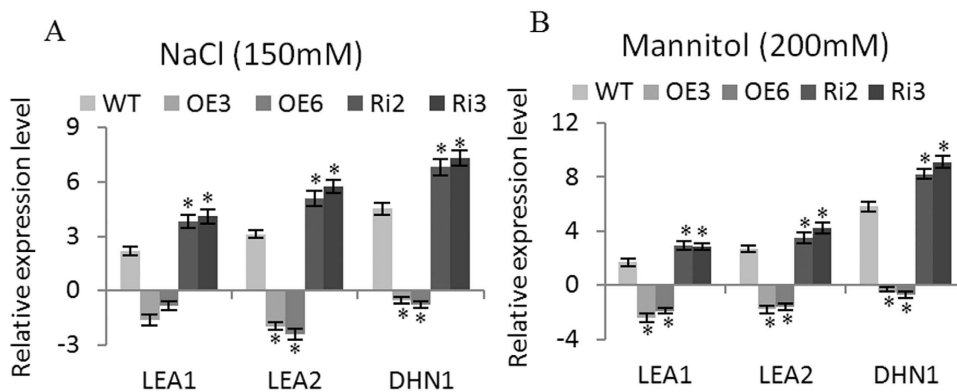 A
NaCl (150mM)
WT OE3 OE6 Ri2 Ri3
Relative expression level
9
6
3
0
-3
* *
* *
* *
* *
* *
LEA1 LEA2 DHN1
B
Mannitol (200mM)
WT OE3 OE6 Ri2 Ri3
Relative expression level
12
8
4
0
-4
* *
* *
* *
* *
* *
* *
LEA1 LEA2 DHN1